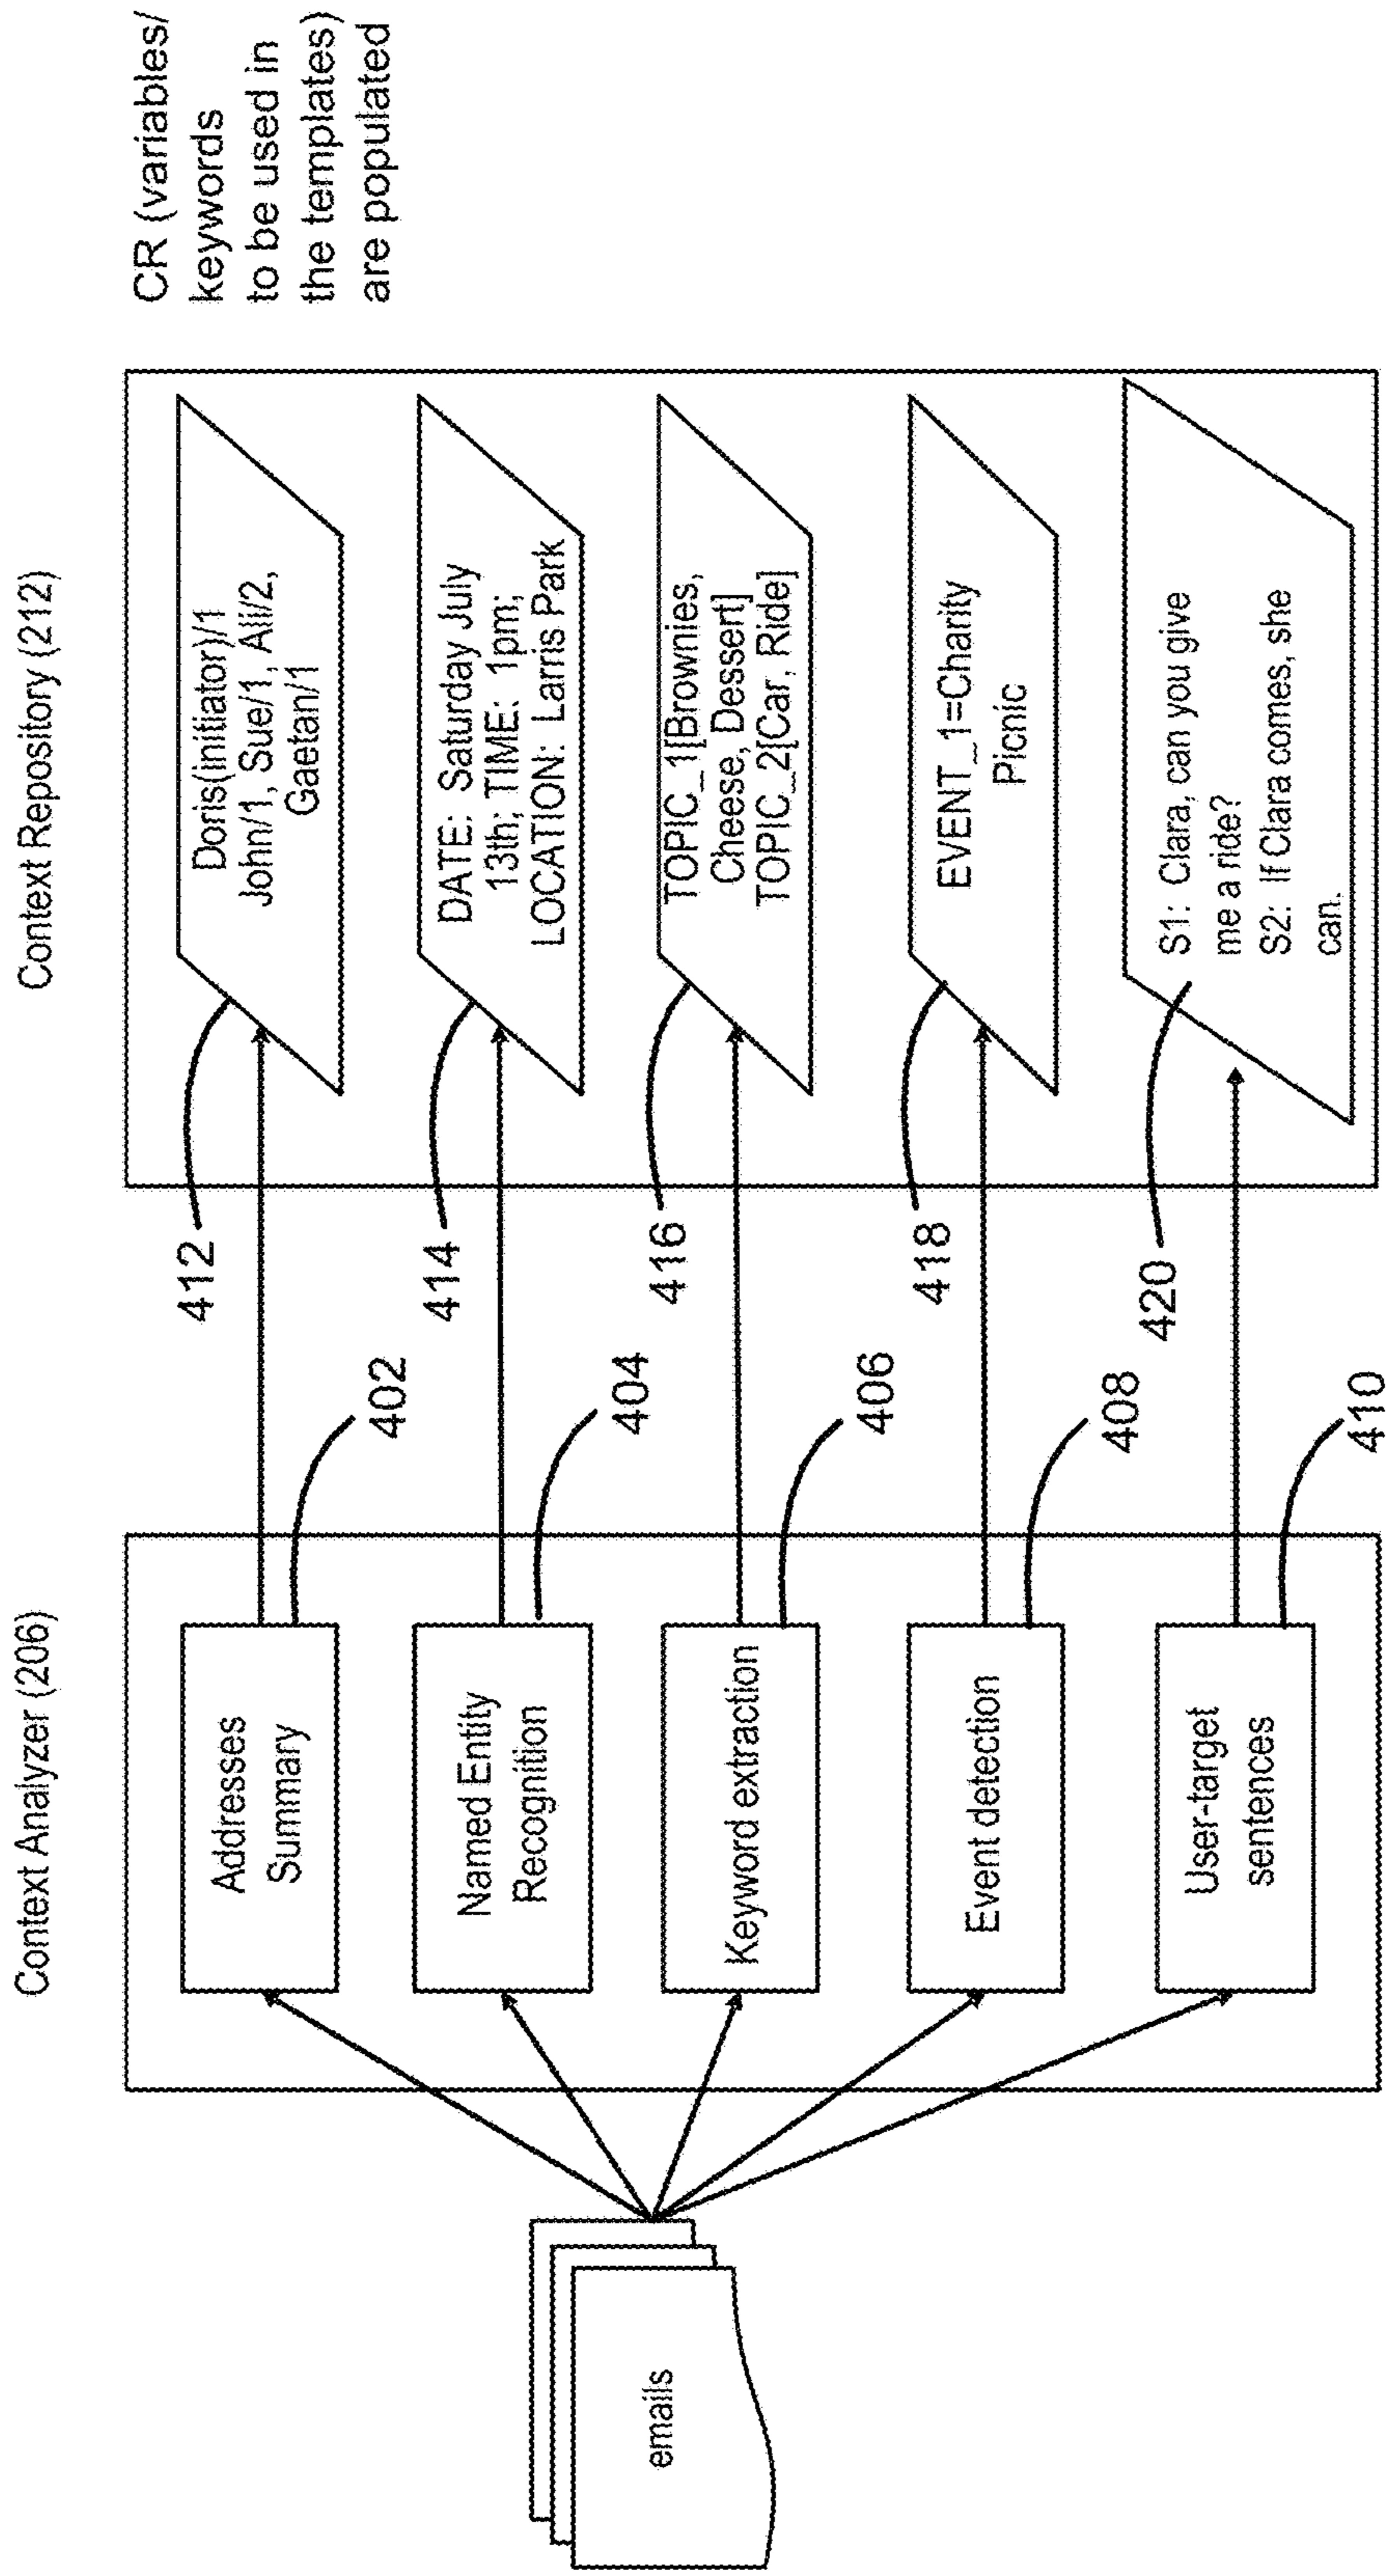 Context Analyzer (206)
Context Repository (212)
CR (variables/
keywords
to be used in
the templates)
are populated
emails
Addresses
Summary
402
412
Doris(initiator)/1
John/1, Sue/1, Ali/2,
Gaetan/1
Named Entity
Recognition
404
414
DATE: Saturday July
13th; TIME: 1pm;
LOCATION: Larris Park
Keyword extraction
406
416
TOPIC_1[Brownies,
Cheese, Dessert]
TOPIC_2[Car, Ride]
Event detection
408
418
EVENT_1=Charity
Picnic
User-target
sentences
410
420
S1: Clara, can you give
me a ride?
S2: If Clara comes, she
can.